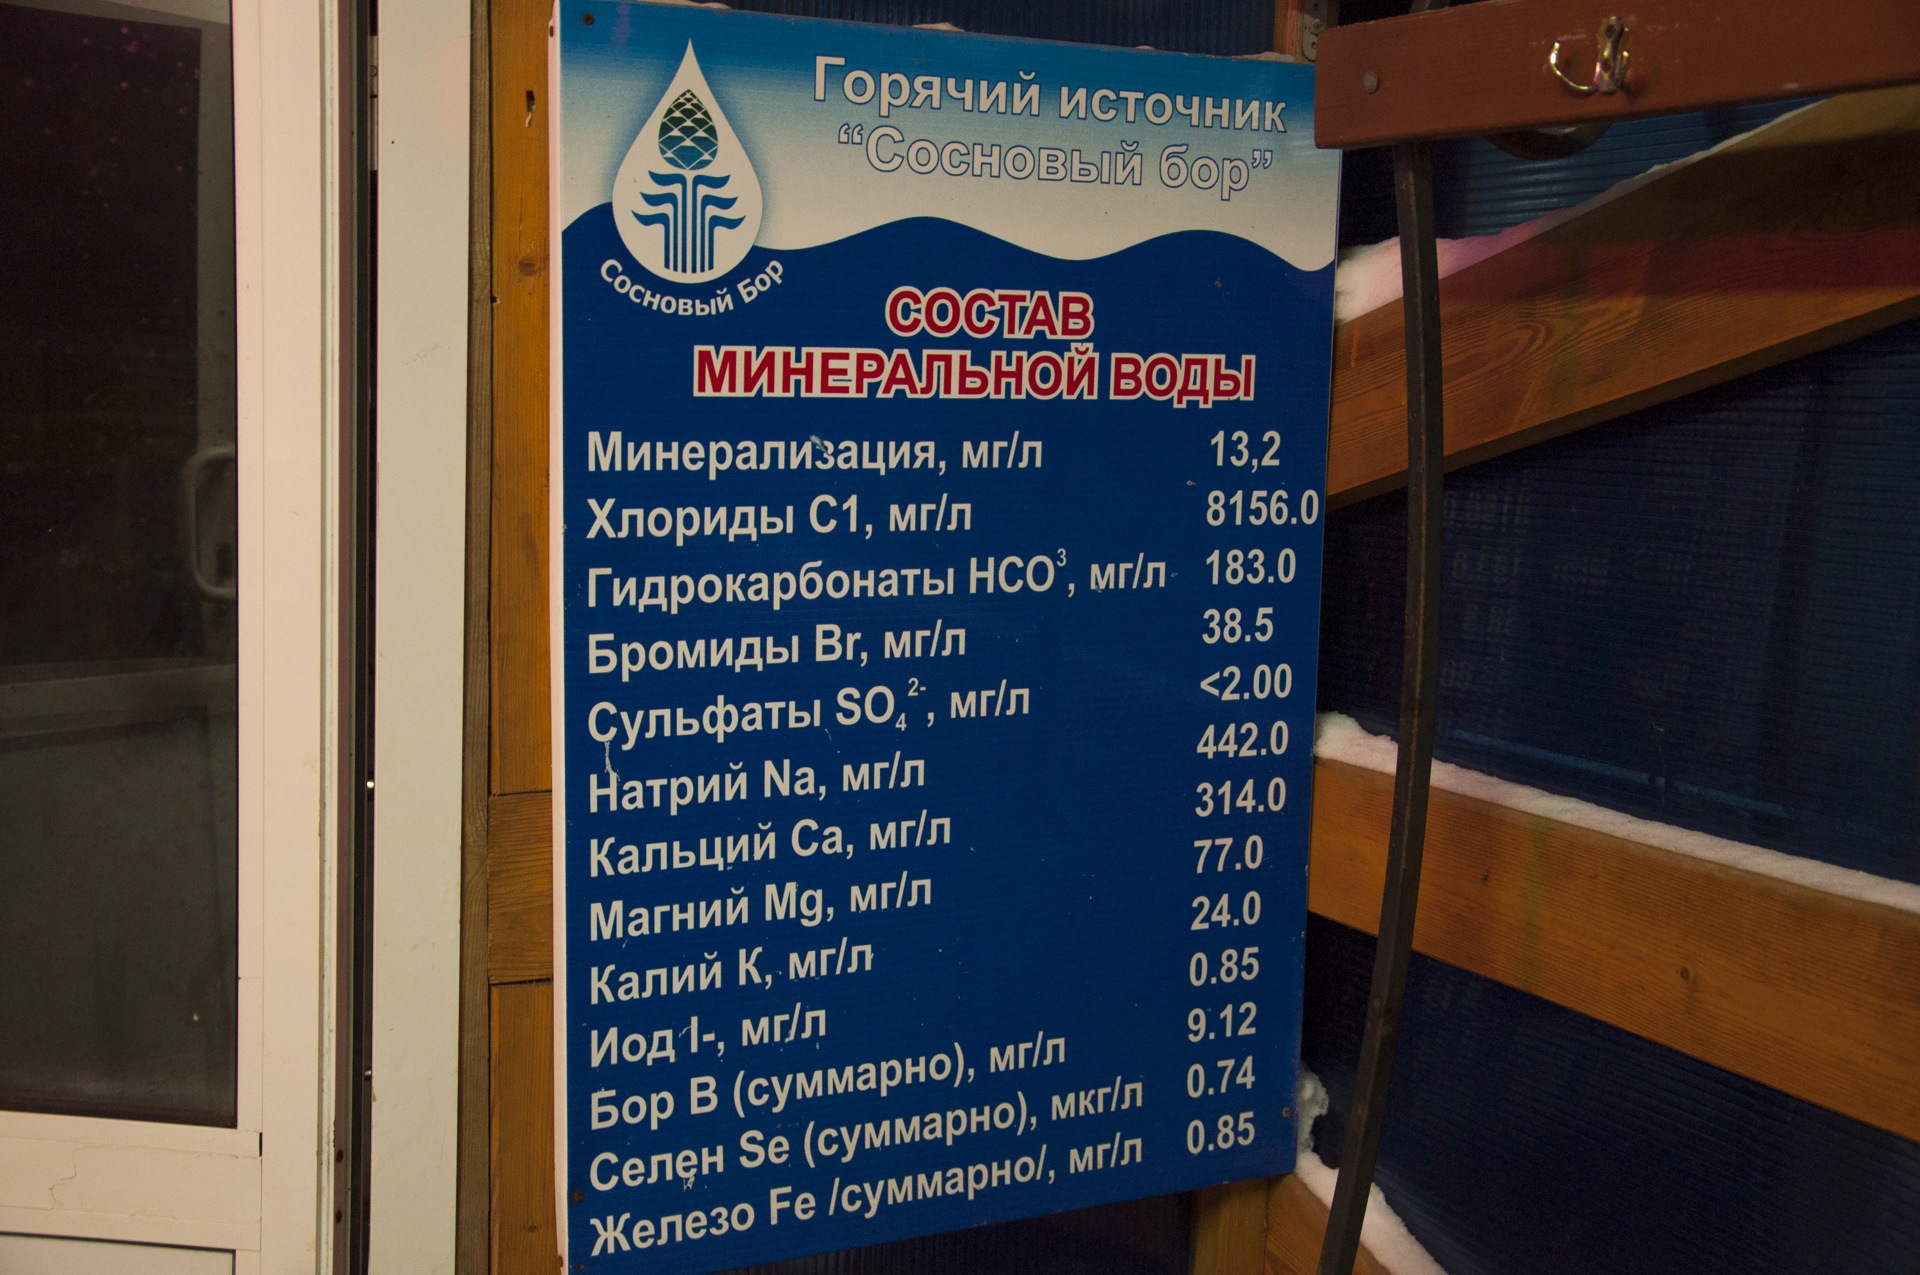 Горячий источник
“Сосновый бор”
Сосновый Бор
СОСТАВ
МИНЕРАЛЬНОЙ ВОДЫ
Минерализация, мг/л 13,2
Хлориды С1, мг/л 8156.0
Гидрокарбонаты НСО³, мг/л 183.0
Бромиды Br, мг/л 38.5
Сульфаты SO₄²⁻, мг/л <2.00
Натрий Na, мг/л 442.0
Кальций Ca, мг/л 314.0
Магний Mg, мг/л 77.0
Калий К, мг/л 24.0
Иод I-, мг/л 0.85
Бор В (суммарно), мг/л 9.12
Селен Se (суммарно), мкг/л 0.74
Железо Fe /суммарно/, мг/л 0.85